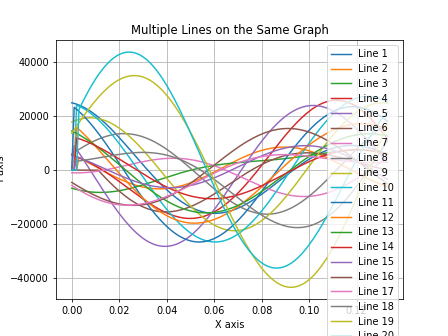 Multiple Lines on the Same Graph
40000
20000
0
−20000
−40000
0.00 0.02 0.04 0.06 0.08 0.10
X axis
Line 1
Line 2
Line 3
Line 4
Line 5
Line 6
Line 7
Line 8
Line 9
Line 10
Line 11
Line 12
Line 13
Line 14
Line 15
Line 16
Line 17
Line 18
Line 19
Line 20